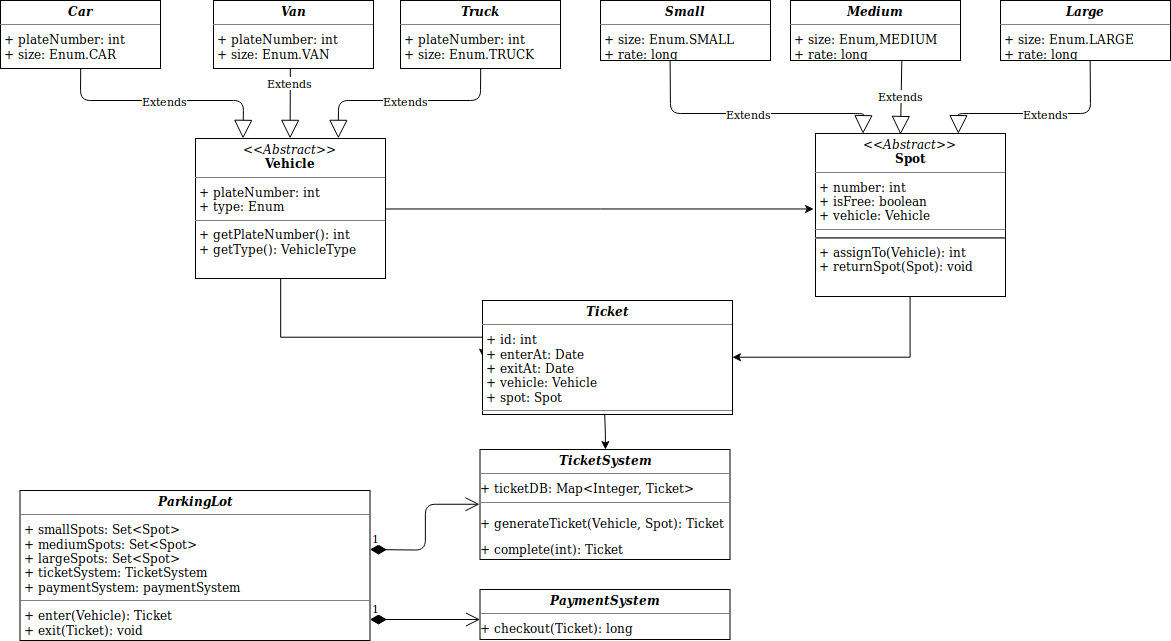 Car
+ plateNumber: int
+ size: Enum.CAR
Van
+ plateNumber: int
+ size: Enum.VAN
Truck
+ plateNumber: int
+ size: Enum.TRUCK
Small
+ size: Enum.SMALL
+ rate: long
Medium
+ size: Enum,MEDIUM
+ rate: long
Large
+ size: Enum.LARGE
+ rate: long
Extends
Extends
Extends
Extends
Extends
Extends
<<Abstract>>
Vehicle
+ plateNumber: int
+ type: Enum
+ getPlateNumber(): int
+ getType(): VehicleType
<<Abstract>>
Spot
+ number: int
+ isFree: boolean
+ vehicle: Vehicle
+ assignTo(Vehicle): int
+ returnSpot(Spot): void
Ticket
+ id: int
+ enterAt: Date
+ exitAt: Date
+ vehicle: Vehicle
+ spot: Spot
TicketSystem
+ ticketDB: Map<Integer, Ticket>
+ generateTicket(Vehicle, Spot): Ticket
+ complete(int): Ticket
ParkingLot
+ smallSpots: Set<Spot>
+ mediumSpots: Set<Spot>
+ largeSpots: Set<Spot>
+ ticketSystem: TicketSystem
+ paymentSystem: paymentSystem
+ enter(Vehicle): Ticket
+ exit(Ticket): void
1
1
PaymentSystem
+ checkout(Ticket): long